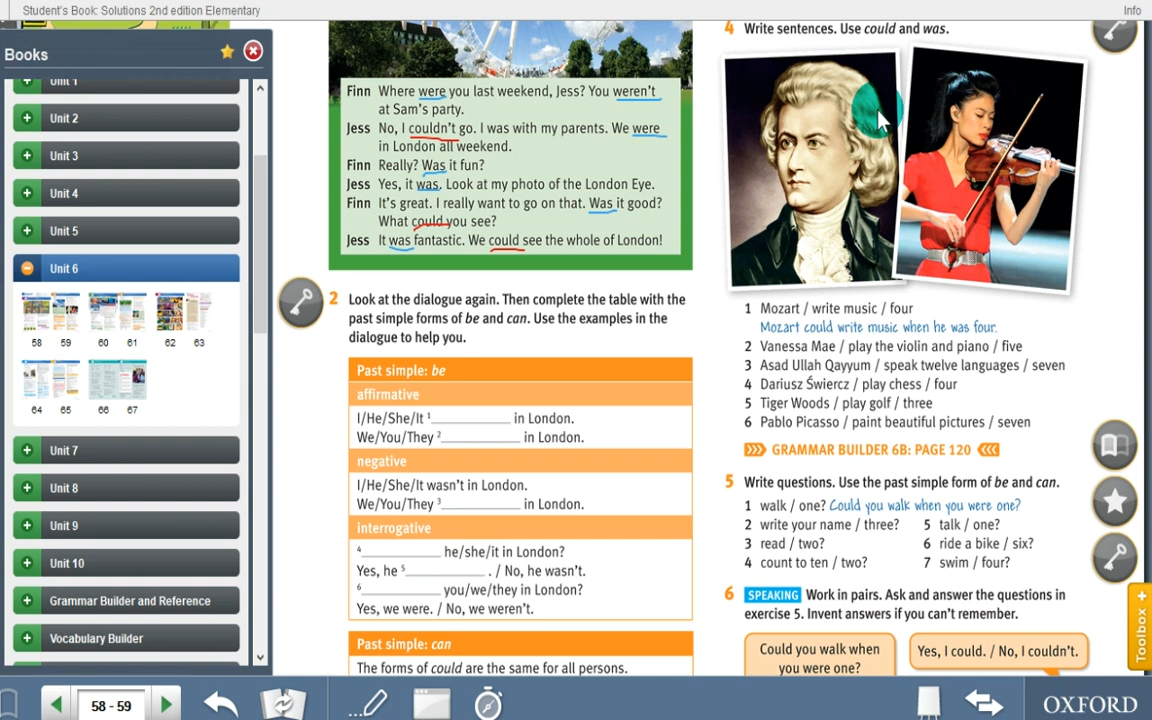 Student's Book: Solutions 2nd edition Elementary
Info
Books
Unit 1
Unit 2
Unit 3
Unit 4
Unit 5
Unit 6
58 59 60 61 62 63
64 65 66 67
Unit 7
Unit 8
Unit 9
Unit 10
Grammar Builder and Reference
Vocabulary Builder
Finn Where were you last weekend, Jess? You weren't
at Sam's party.
Jess No, I couldn't go. I was with my parents. We were
in London all weekend.
Finn Really? Was it fun?
Jess Yes, it was. Look at my photo of the London Eye.
Finn It's great. I really want to go on that. Was it good?
What could you see?
Jess It was fantastic. We could see the whole of London!
2 Look at the dialogue again. Then complete the table with the
past simple forms of be and can. Use the examples in the
dialogue to help you.
Past simple: be
affirmative
I/He/She/It 1__________ in London.
We/You/They 2__________ in London.
negative
I/He/She/It wasn't in London.
We/You/They 3__________ in London.
interrogative
4__________ he/she/it in London?
Yes, he 5__________ . / No, he wasn't.
6__________ you/we/they in London?
Yes, we were. / No, we weren't.
Past simple: can
The forms of could are the same for all persons.
4 Write sentences. Use could and was.
1 Mozart / write music / four
Mozart could write music when he was four.
2 Vanessa Mae / play the violin and piano / five
3 Asad Ullah Qayyum / speak twelve languages / seven
4 Dariusz Świercz / play chess / four
5 Tiger Woods / play golf / three
6 Pablo Picasso / paint beautiful pictures / seven
GRAMMAR BUILDER 6B: PAGE 120
5 Write questions. Use the past simple form of be and can.
1 walk / one? Could you walk when you were one?
2 write your name / three? 5 talk / one?
3 read / two? 6 ride a bike / six?
4 count to ten / two? 7 swim / four?
6 SPEAKING Work in pairs. Ask and answer the questions in
exercise 5. Invent answers if you can't remember.
Could you walk when
you were one?
Yes, I could. / No, I couldn't.
Toolbox +
58 - 59
OXFORD